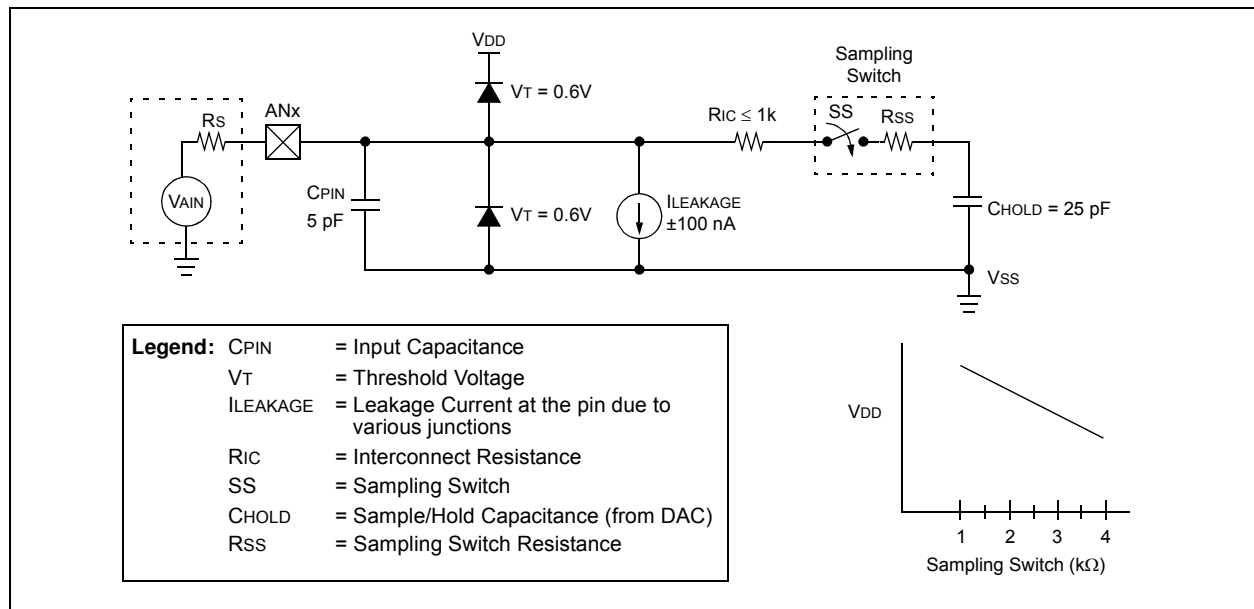 VDD
Sampling
Switch
VT = 0.6V
RS
ANx
RIC ≤ 1k
SS
RSS
VAIN
CPIN
5 pF
VT = 0.6V
ILEAKAGE
±100 nA
CHOLD = 25 pF
VSS
Legend: CPIN = Input Capacitance
VT = Threshold Voltage
ILEAKAGE = Leakage Current at the pin due to
various junctions
RIC = Interconnect Resistance
SS = Sampling Switch
CHOLD = Sample/Hold Capacitance (from DAC)
RSS = Sampling Switch Resistance
VDD
1 2 3 4
Sampling Switch (kΩ)